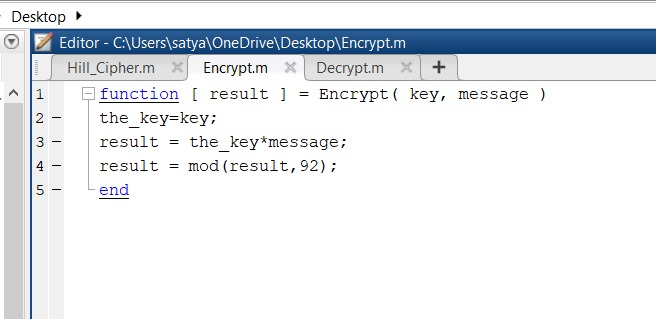 Desktop
Editor - C:\Users\satya\OneDrive\Desktop\Encrypt.m
Hill_Cipher.m Encrypt.m Decrypt.m +
1 function [ result ] = Encrypt( key, message )
2 - the_key=key;
3 - result = the_key*message;
4 - result = mod(result,92);
5 - end